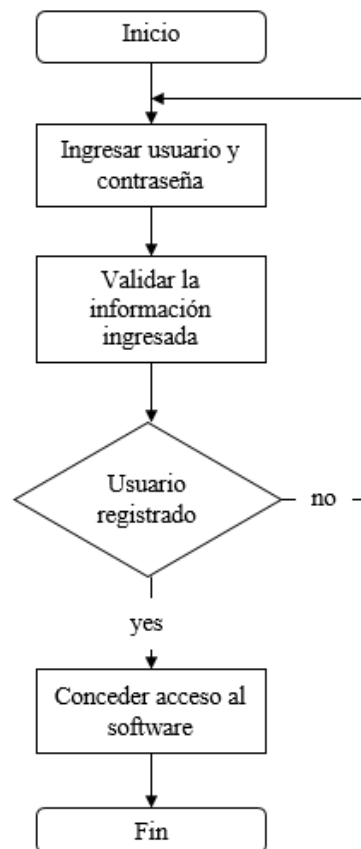 Inicio
Ingresar usuario y
contraseña
Validar la
información
ingresada
Usuario
registrado
no
yes
Conceder acceso al
software
Fin